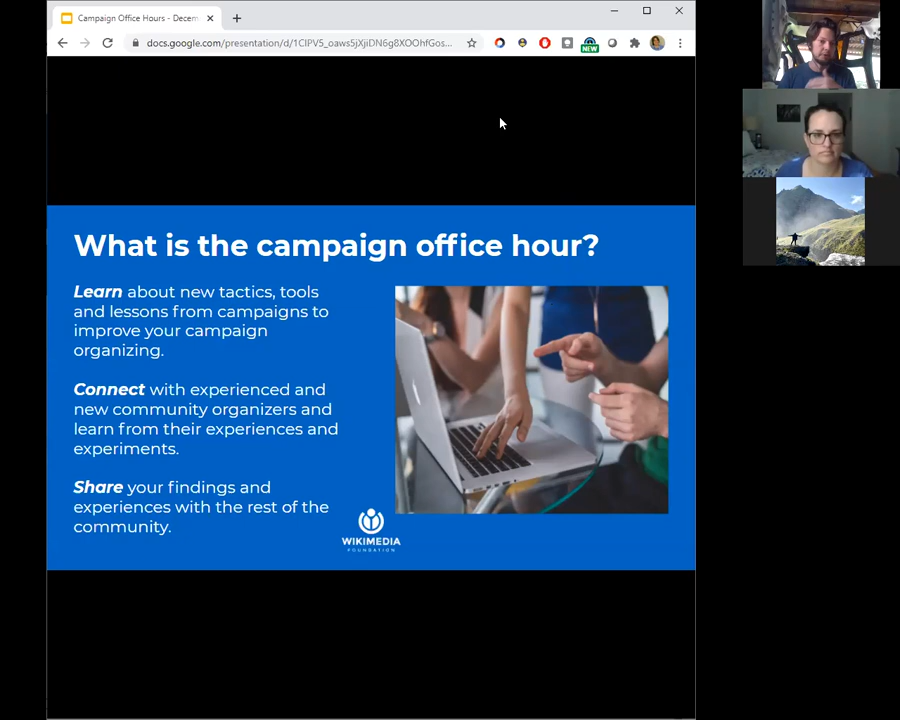 Campaign Office Hours - Decem
docs.google.com/presentation/d/1CIPV5_oaws5jXjiDN6g8XOOhfGos...
NEW
What is the campaign office hour?
Learn about new tactics, tools
and lessons from campaigns to
improve your campaign
organizing.
Connect with experienced and
new community organizers and
learn from their experiences and
experiments.
Share your findings and
experiences with the rest of the
community.
WIKIMEDIA
FOUNDATION